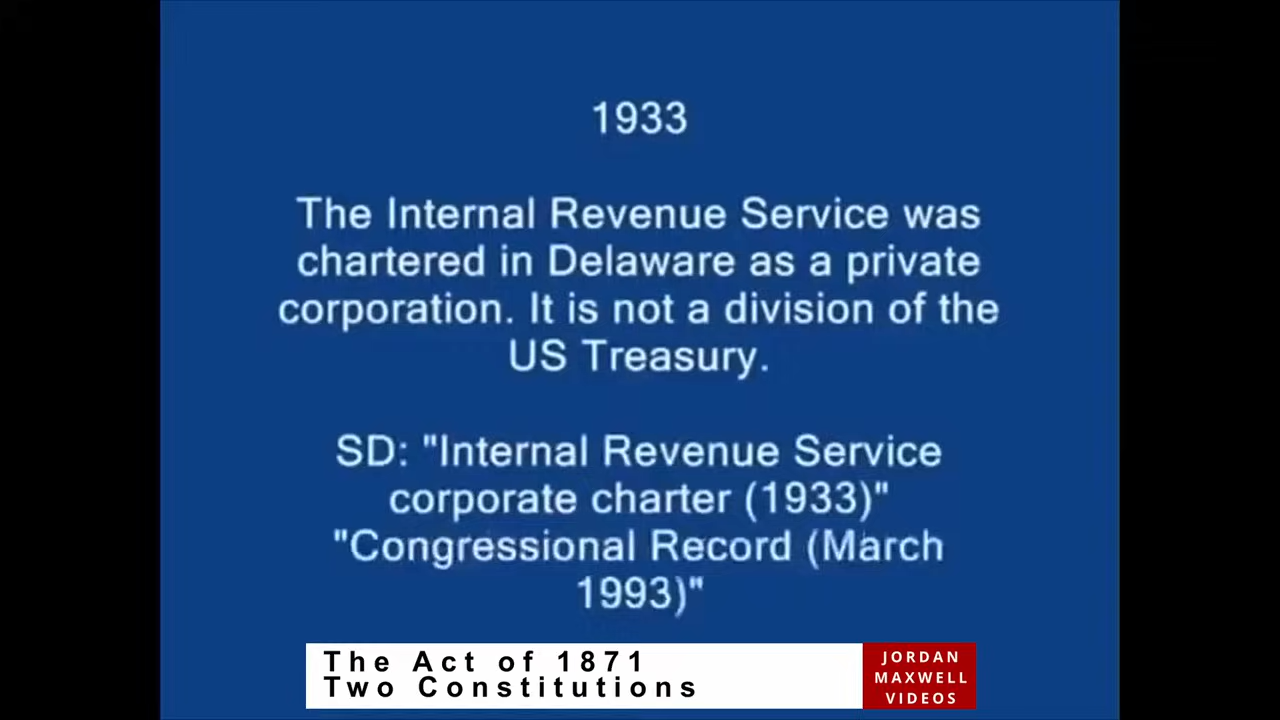 1933
The Internal Revenue Service was
chartered in Delaware as a private
corporation. It is not a division of the
US Treasury.
SD: "Internal Revenue Service
corporate charter (1933)"
"Congressional Record (March
1993)"
The Act of 1871
Two Constitutions
JORDAN
MAXWELL
VIDEOS